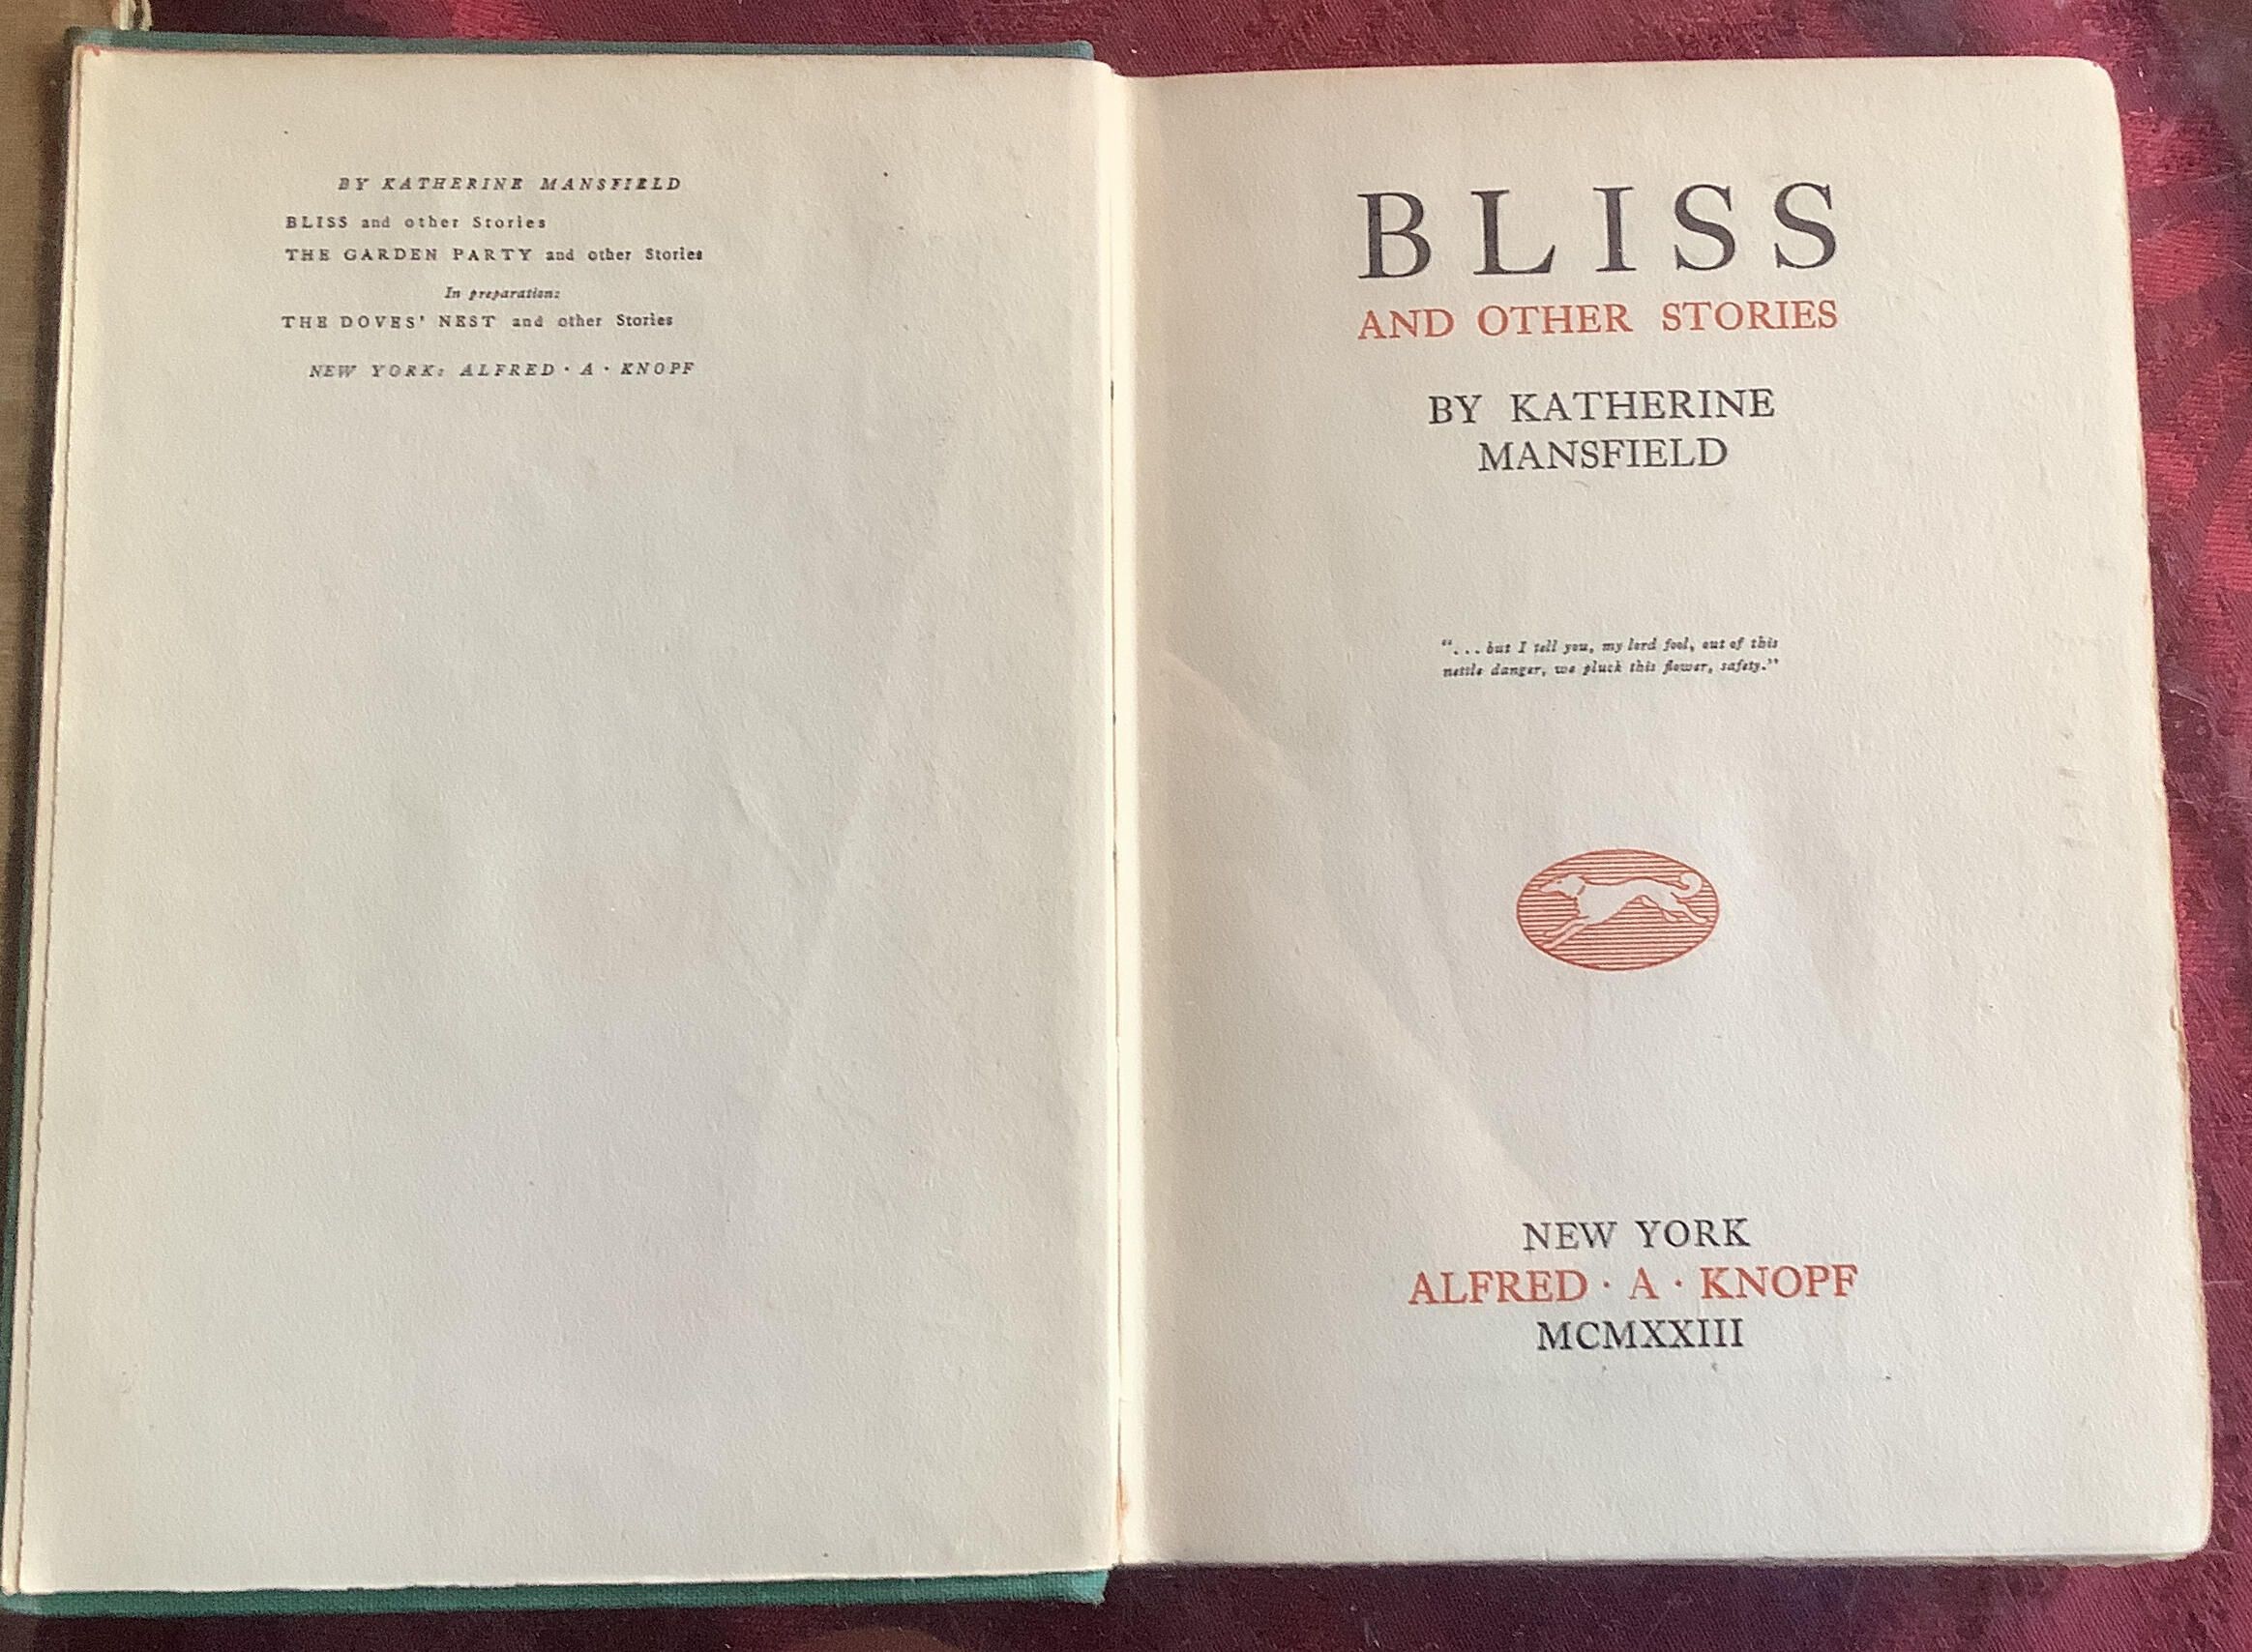 BY KATHERINE MANSFIELD
BLISS and other Stories
THE GARDEN PARTY and other Stories
In preparation:
THE DOVES' NEST and other Stories
NEW YORK: ALFRED · A · KNOPF
BLISS
AND OTHER STORIES
BY KATHERINE
MANSFIELD
"... but I tell you, my lord fool, out of this
nettle danger, we pluck this flower, safety."
NEW YORK
ALFRED · A · KNOPF
MCMXXIII